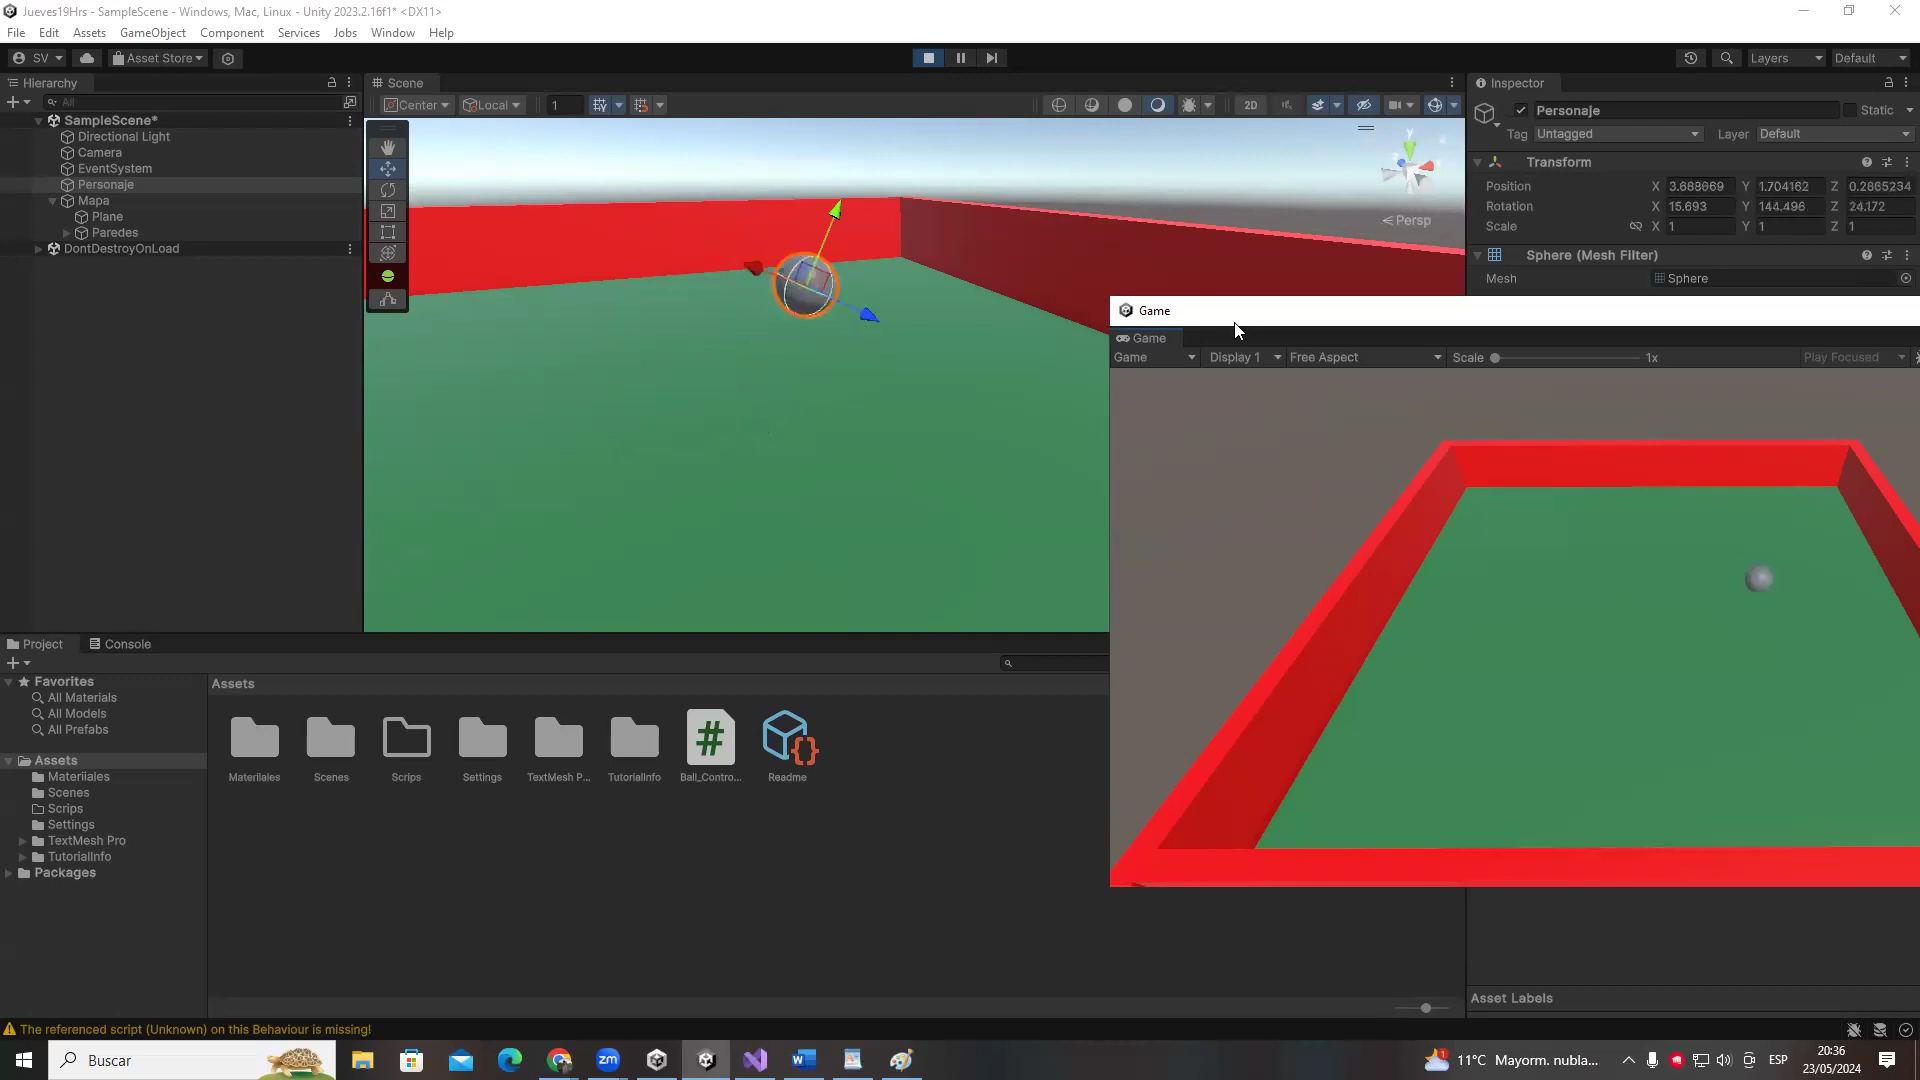 Jueves19Hrs - SampleScene - Windows, Mac, Linux - Unity 2023.2.16f1* <DX11>
File Edit Assets GameObject Component Services Jobs Window Help
SV Asset Store Layers Default
Hierarchy
All
SampleScene*
Directional Light
Camera
EventSystem
Personaje
Mapa
Plane
Paredes
DontDestroyOnLoad
Scene
Center Local 1 2D
y
Persp
Inspector
Personaje Static
Tag Untagged Layer Default
Transform
Position X 3.688069 Y 1.704162 Z 0.2865234
Rotation X 15.693 Y 144.496 Z 24.172
Scale X 1 Y 1 Z 1
Sphere (Mesh Filter)
Mesh Sphere
Game
Game
Game Display 1 Free Aspect Scale 1x Play Focused
Project Console
Favorites
All Materials
All Models
All Prefabs
Assets
Materiiales
Scenes
Scrips
Settings
TextMesh Pro
TutorialInfo
Packages
Assets
Materiiales Scenes Scrips Settings TextMesh P... TutorialInfo Ball_Contro... Readme
Asset Labels
The referenced script (Unknown) on this Behaviour is missing!
Buscar
11°C Mayorm. nubla...
ESP
20:36
23/05/2024